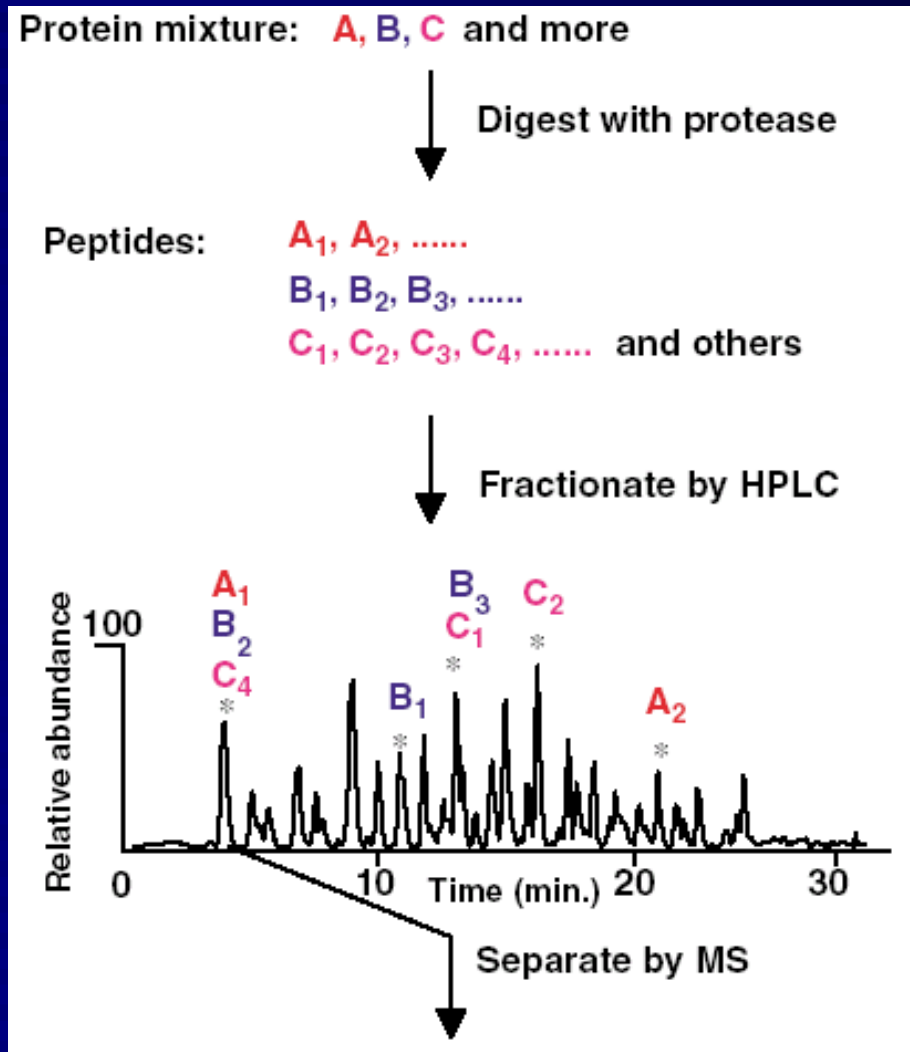 Protein mixture: A, B, C and more
Digest with protease
Peptides: A1, A2, ......
B1, B2, B3, ......
C1, C2, C3, C4, ...... and others
Fractionate by HPLC
Relative abundance
100
A1
B2
C4
*
B1
*
B3
C1
*
C2
*
A2
*
0 10 Time (min.) 20 30
Separate by MS